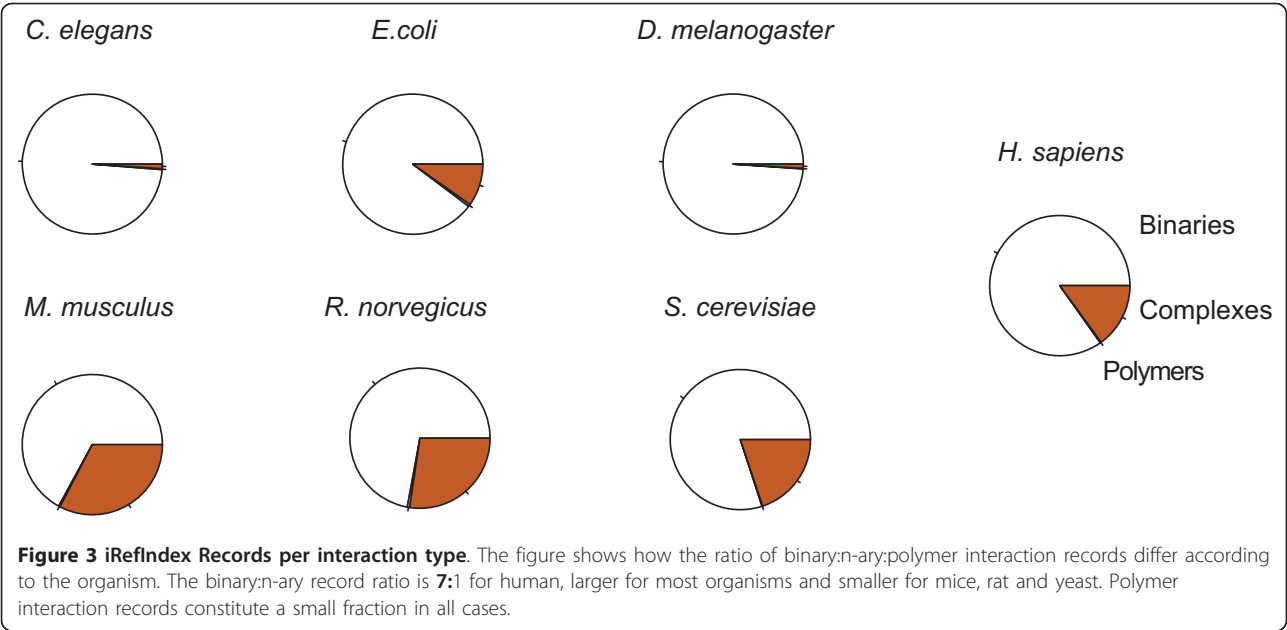 C. elegans
E.coli
D. melanogaster
H. sapiens
Binaries
Complexes
Polymers
M. musculus
R. norvegicus
S. cerevisiae
Figure 3 iRefIndex Records per interaction type. The figure shows how the ratio of binary:n-ary:polymer interaction records differ according
to the organism. The binary:n-ary record ratio is 7:1 for human, larger for most organisms and smaller for mice, rat and yeast. Polymer
interaction records constitute a small fraction in all cases.